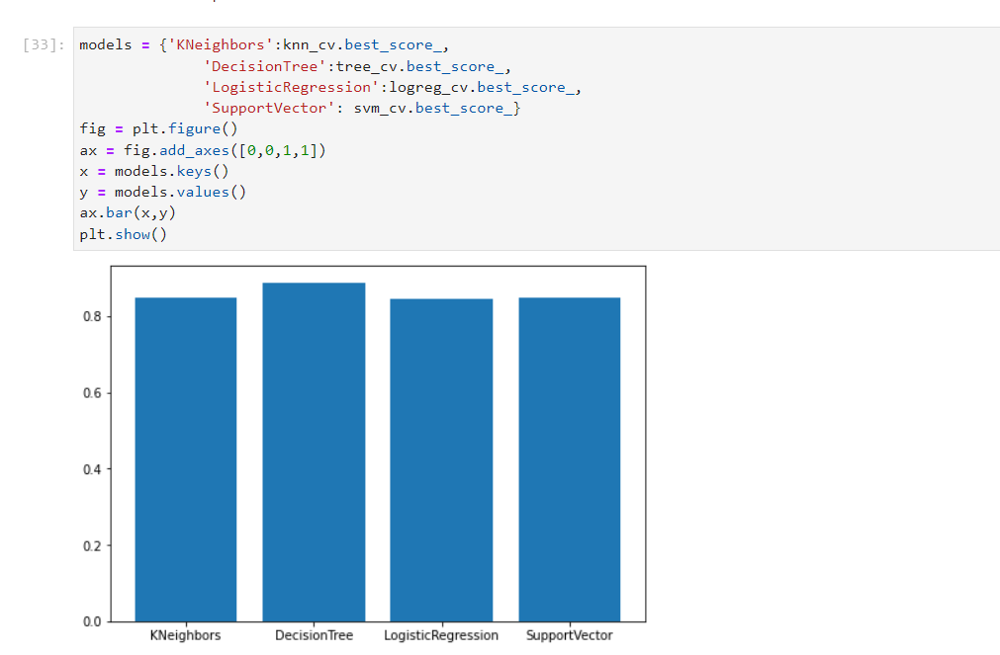 [33]: models = {'KNeighbors':knn_cv.best_score_,
'DecisionTree':tree_cv.best_score_,
'LogisticRegression':logreg_cv.best_score_,
'SupportVector': svm_cv.best_score_}
fig = plt.figure()
ax = fig.add_axes([0,0,1,1])
x = models.keys()
y = models.values()
ax.bar(x,y)
plt.show()
0.8
0.6
0.4
0.2
0.0
KNeighbors DecisionTree LogisticRegression SupportVector